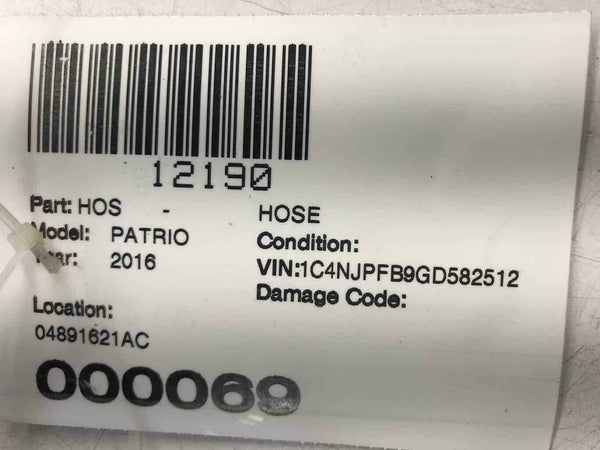 12190
Part: HOS - HOSE
Model: PATRIO Condition:
Year: 2016 VIN:1C4NJPFB9GD582512
Damage Code:
Location:
04891621AC
000069